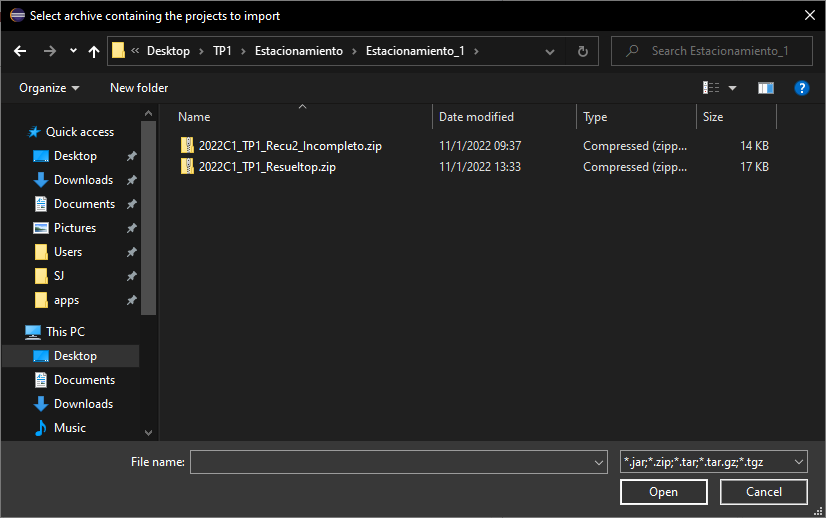 Select archive containing the projects to import
« Desktop > TP1 > Estacionamiento > Estacionamiento_1 >
Search Estacionamiento_1
Organize
New folder
?
Quick access
Desktop
Downloads
Documents
Pictures
Users
SJ
apps
This PC
Desktop
Documents
Downloads
Music
Name Date modified Type Size
2022C1_TP1_Recu2_Incompleto.zip 11/1/2022 09:37 Compressed (zipp... 14 KB
2022C1_TP1_Resueltop.zip 11/1/2022 13:33 Compressed (zipp... 17 KB
File name:
*.jar;*.zip;*.tar;*.tar.gz;*.tgz
Open
Cancel